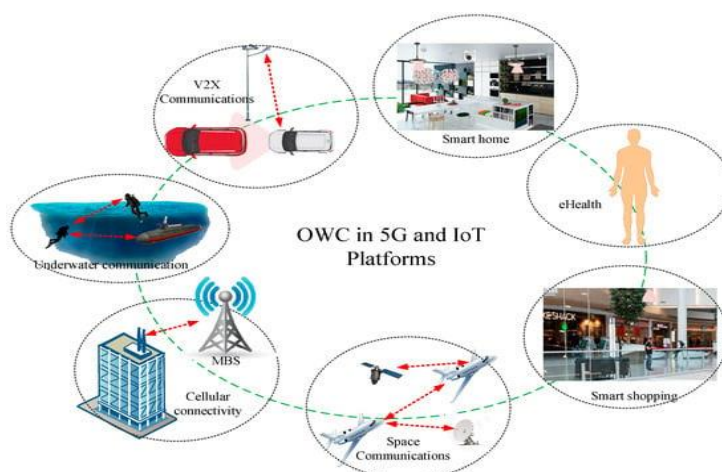 V2X
Communications
Smart home
eHealth
Underwater communication
OWC in 5G and IoT
Platforms
MBS
Cellular
connectivity
Space
Communications
SHACK
Smart shopping